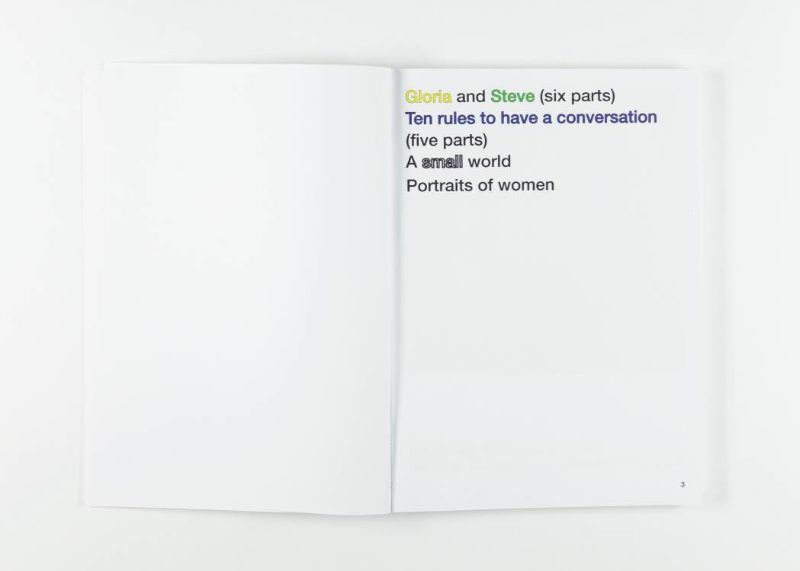 Gloria and Steve (six parts)
Ten rules to have a conversation
(five parts)
A small world
Portraits of women
3